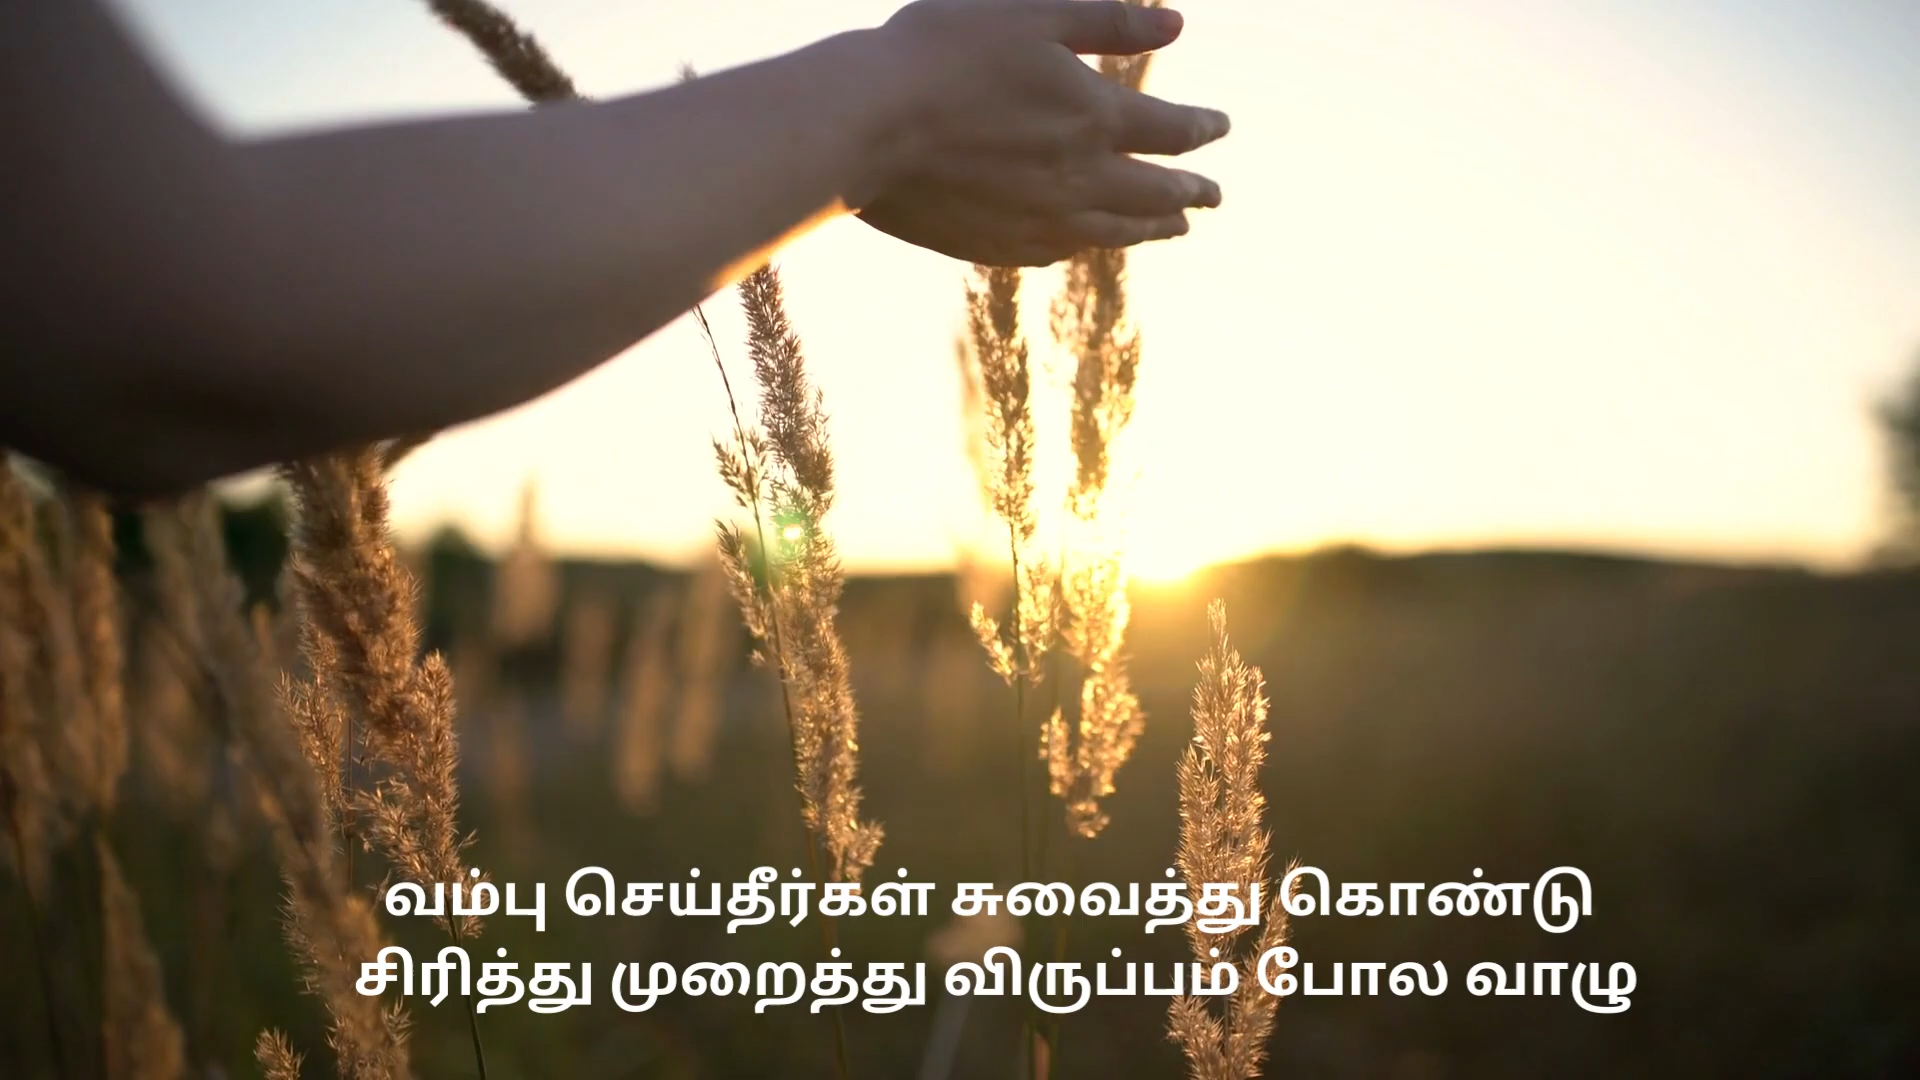 வம்பு செய்தீர்கள் சுவைத்து கொண்டு
சிரித்து முறைத்து விருப்பம் போல வாழு